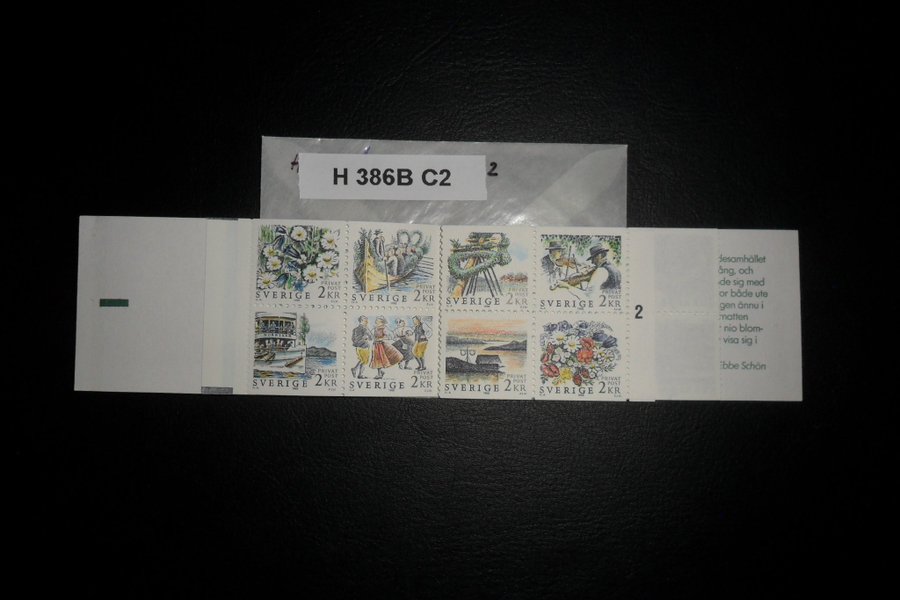 2
H 386B C2
SVERIGE PRIVAT POST 2 KR
SVERIGE PRIVAT POST 2 KR
SVERIGE PRIVAT POST 2 KR
SVERIGE PRIVAT POST 2 KR
SVERIGE PRIVAT POST 2 KR
SVERIGE PRIVAT POST 2 KR
SVERIGE PRIVAT POST 2 KR
SVERIGE PRIVAT POST 2 KR
2
desamhället
ång, och
de sig med
or både ute
gen ännu i
matten
nio blom-
visa sig i
Ebbe Schön